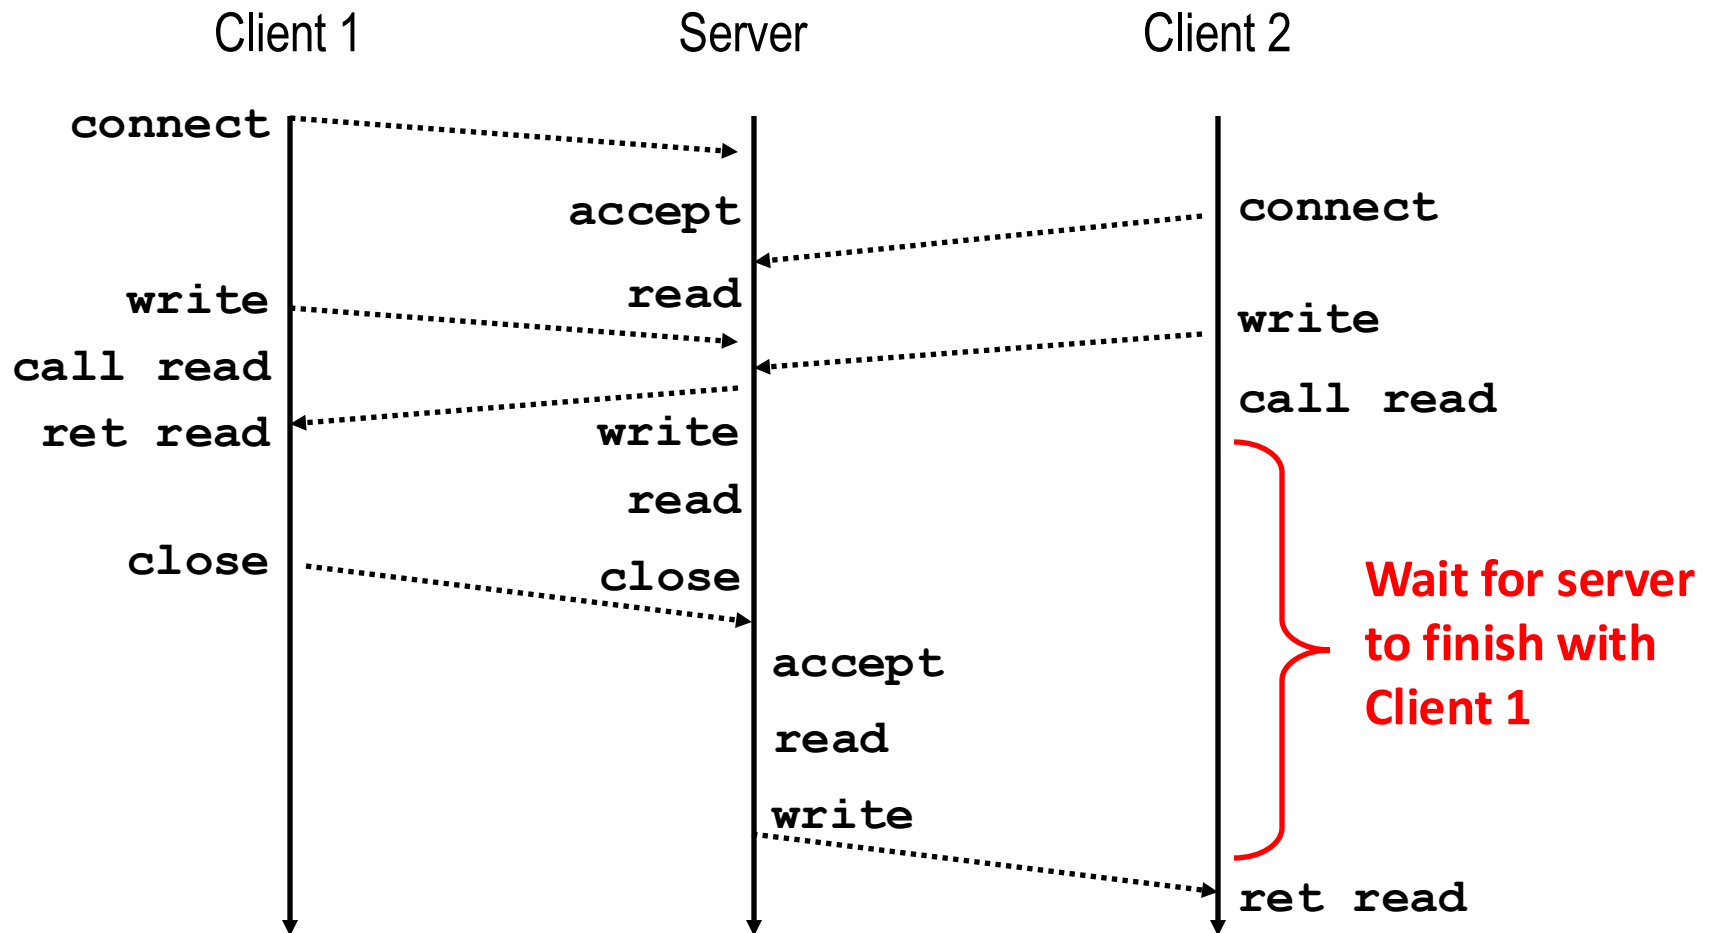 Client 1
Server
Client 2
connect
accept
connect
write
read
write
call read
call read
ret read
write
read
close
close
Wait for server
to finish with
Client 1
accept
read
write
ret read